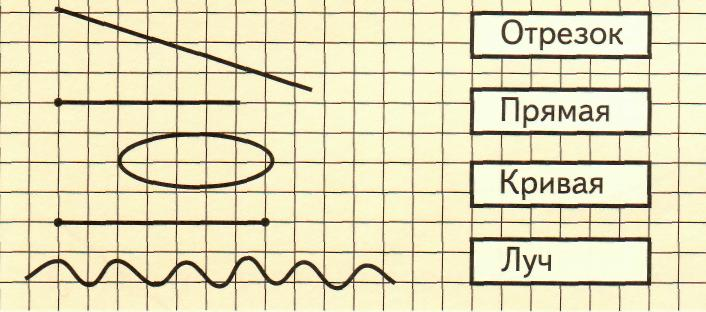 Отрезок
Прямая
Кривая
Луч